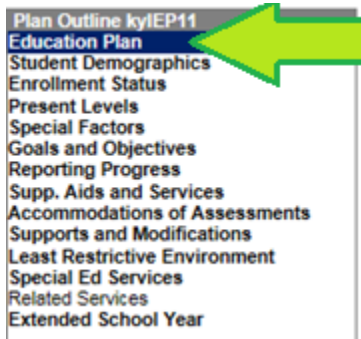 Plan Outline kyIEP11
Education Plan
Student Demographics
Enrollment Status
Present Levels
Special Factors
Goals and Objectives
Reporting Progress
Supp. Aids and Services
Accommodations of Assessments
Supports and Modifications
Least Restrictive Environment
Special Ed Services
Related Services
Extended School Year